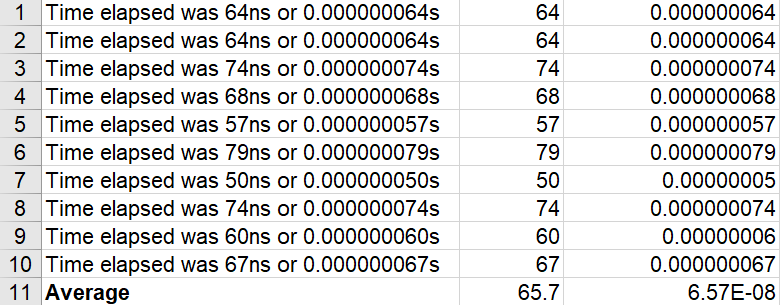 1 Time elapsed was 64ns or 0.000000064s 64 0.000000064
2 Time elapsed was 64ns or 0.000000064s 64 0.000000064
3 Time elapsed was 74ns or 0.000000074s 74 0.000000074
4 Time elapsed was 68ns or 0.000000068s 68 0.000000068
5 Time elapsed was 57ns or 0.000000057s 57 0.000000057
6 Time elapsed was 79ns or 0.000000079s 79 0.000000079
7 Time elapsed was 50ns or 0.000000050s 50 0.00000005
8 Time elapsed was 74ns or 0.000000074s 74 0.000000074
9 Time elapsed was 60ns or 0.000000060s 60 0.00000006
10 Time elapsed was 67ns or 0.000000067s 67 0.000000067
11 Average 65.7 6.57E-08